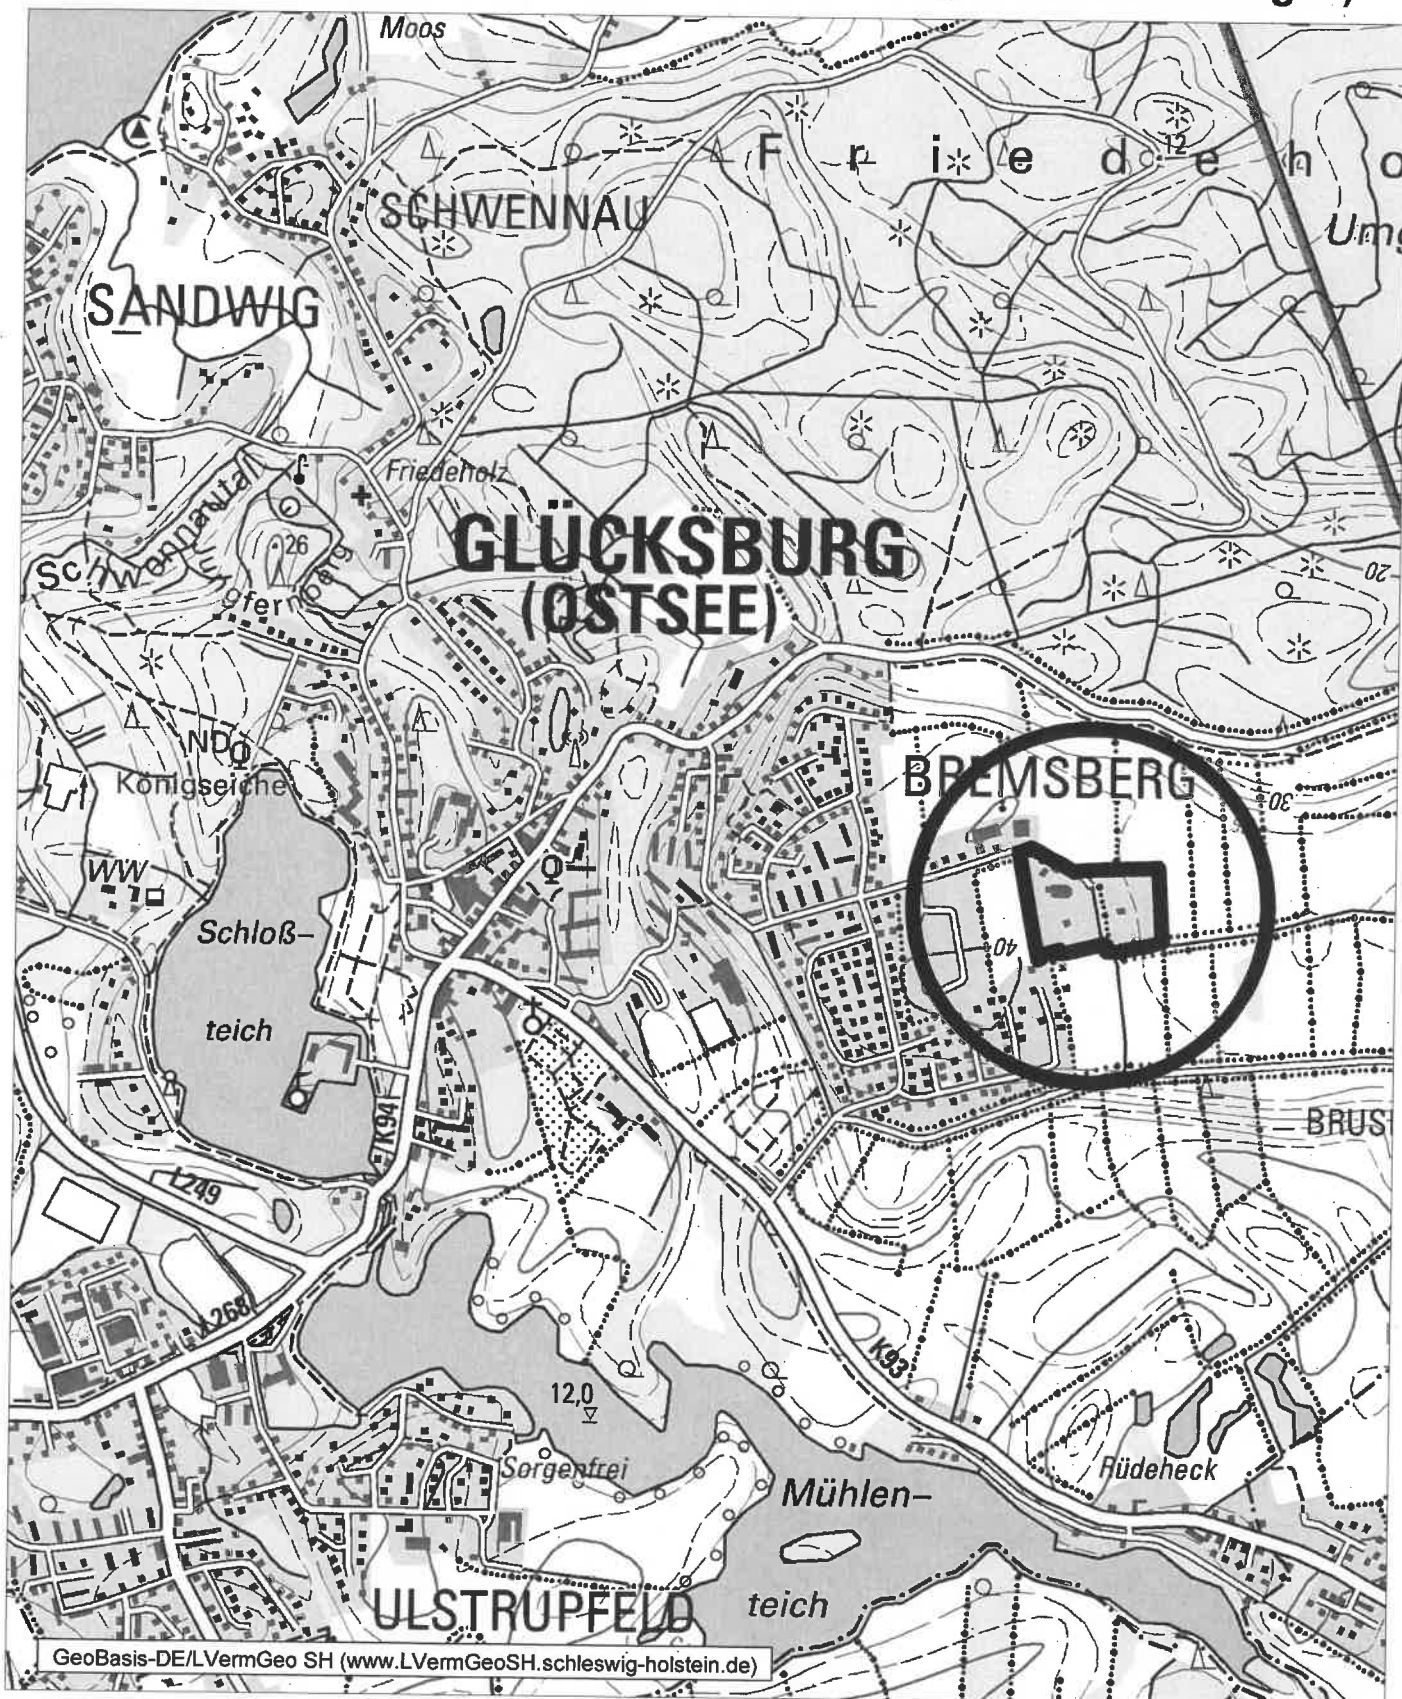 Moos
F r i e d e h o
12
SCHWENNAU
Umg
SANDWIG
Friedeholz
Schwennautal
26
Jungfernberg
GLÜCKSBURG
(OSTSEE)
20
ND
Königseiche
BREMSBERG
30
WW
Schloß-
teich
40
K94
BRUS
L249
L268
K93
12,0
Sorgenfrei
Rüdeheck
Mühlen-
teich
ULSTRUPFELD
GeoBasis-DE/LVermGeo SH (www.LVermGeoSH.schleswig-holstein.de)